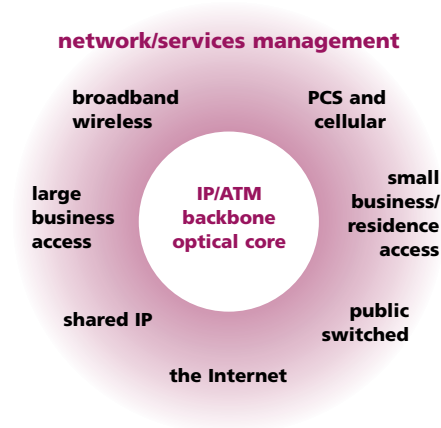 network/services management
broadband
wireless
PCS and
cellular
large
business
access
IP/ATM
backbone
optical core
small
business/
residence
access
shared IP
public
switched
the Internet